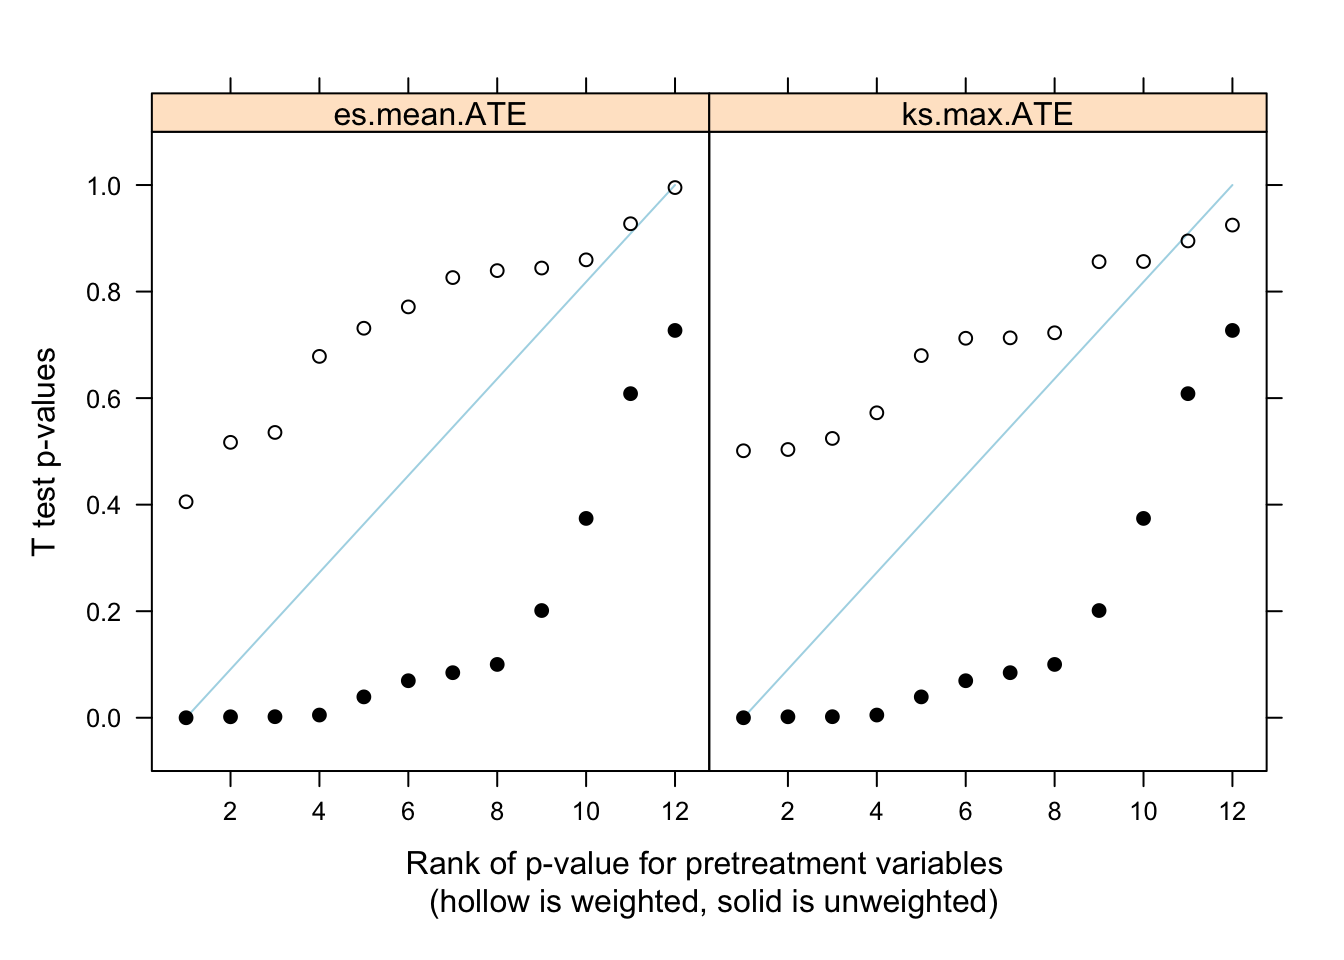 es.mean.ATE
ks.max.ATE
T test p-values
1.0
0.8
0.6
0.4
0.2
0.0
2 4 6 8 10 12
2 4 6 8 10 12
Rank of p-value for pretreatment variables
(hollow is weighted, solid is unweighted)